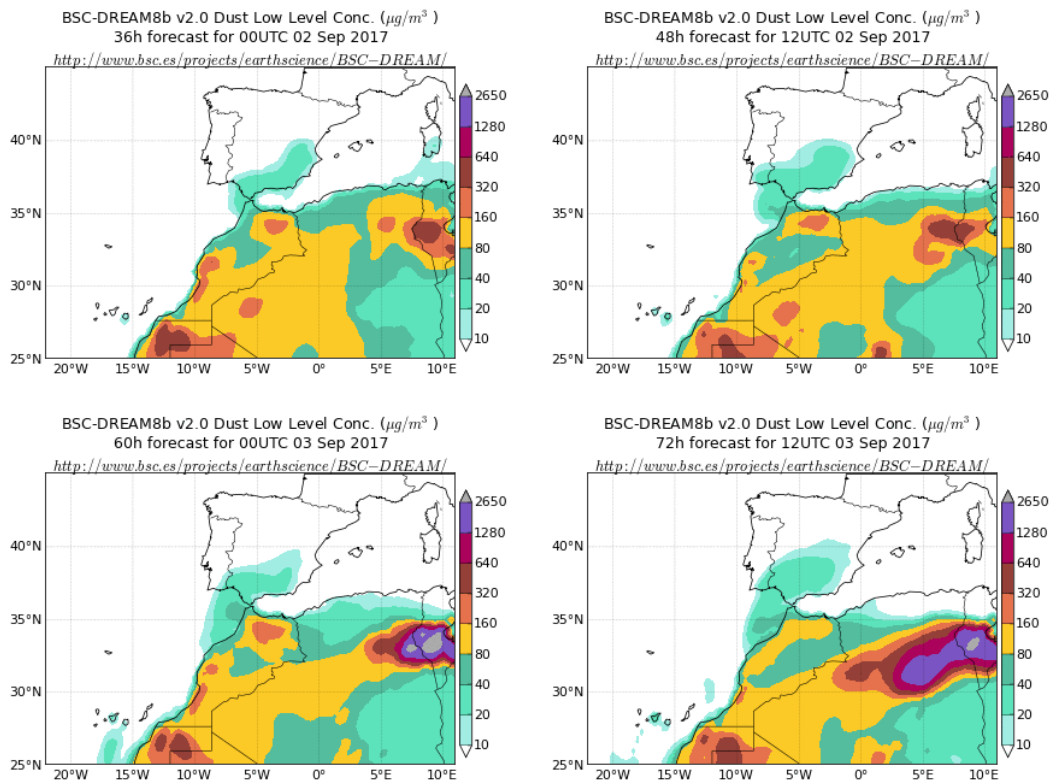 BSC-DREAM8b v2.0 Dust Low Level Conc. (μg/m³ )
36h forecast for 00UTC 02 Sep 2017
http://www.bsc.es/projects/earthscience/BSC−DREAM/
40°N
35°N
30°N
25°N
20°W 15°W 10°W 5°W 0° 5°E 10°E
2650
1280
640
320
160
80
40
20
10
BSC-DREAM8b v2.0 Dust Low Level Conc. (μg/m³ )
48h forecast for 12UTC 02 Sep 2017
http://www.bsc.es/projects/earthscience/BSC−DREAM/
40°N
35°N
30°N
25°N
20°W 15°W 10°W 5°W 0° 5°E 10°E
2650
1280
640
320
160
80
40
20
10
BSC-DREAM8b v2.0 Dust Low Level Conc. (μg/m³ )
60h forecast for 00UTC 03 Sep 2017
http://www.bsc.es/projects/earthscience/BSC−DREAM/
40°N
35°N
30°N
25°N
20°W 15°W 10°W 5°W 0° 5°E 10°E
2650
1280
640
320
160
80
40
20
10
BSC-DREAM8b v2.0 Dust Low Level Conc. (μg/m³ )
72h forecast for 12UTC 03 Sep 2017
http://www.bsc.es/projects/earthscience/BSC−DREAM/
40°N
35°N
30°N
25°N
20°W 15°W 10°W 5°W 0° 5°E 10°E
2650
1280
640
320
160
80
40
20
10